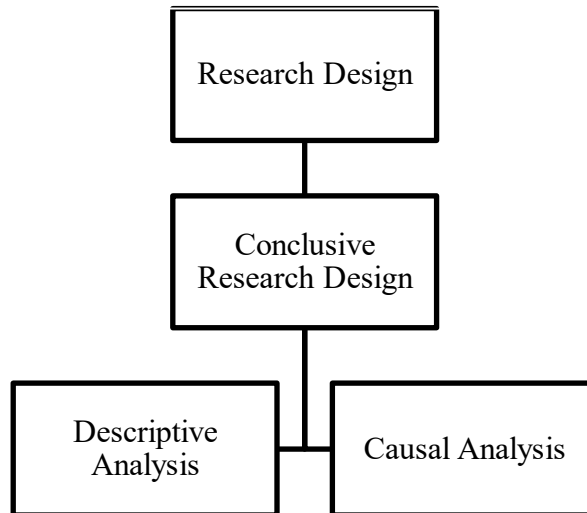 Research Design
Conclusive
Research Design
Descriptive
Analysis
Causal Analysis